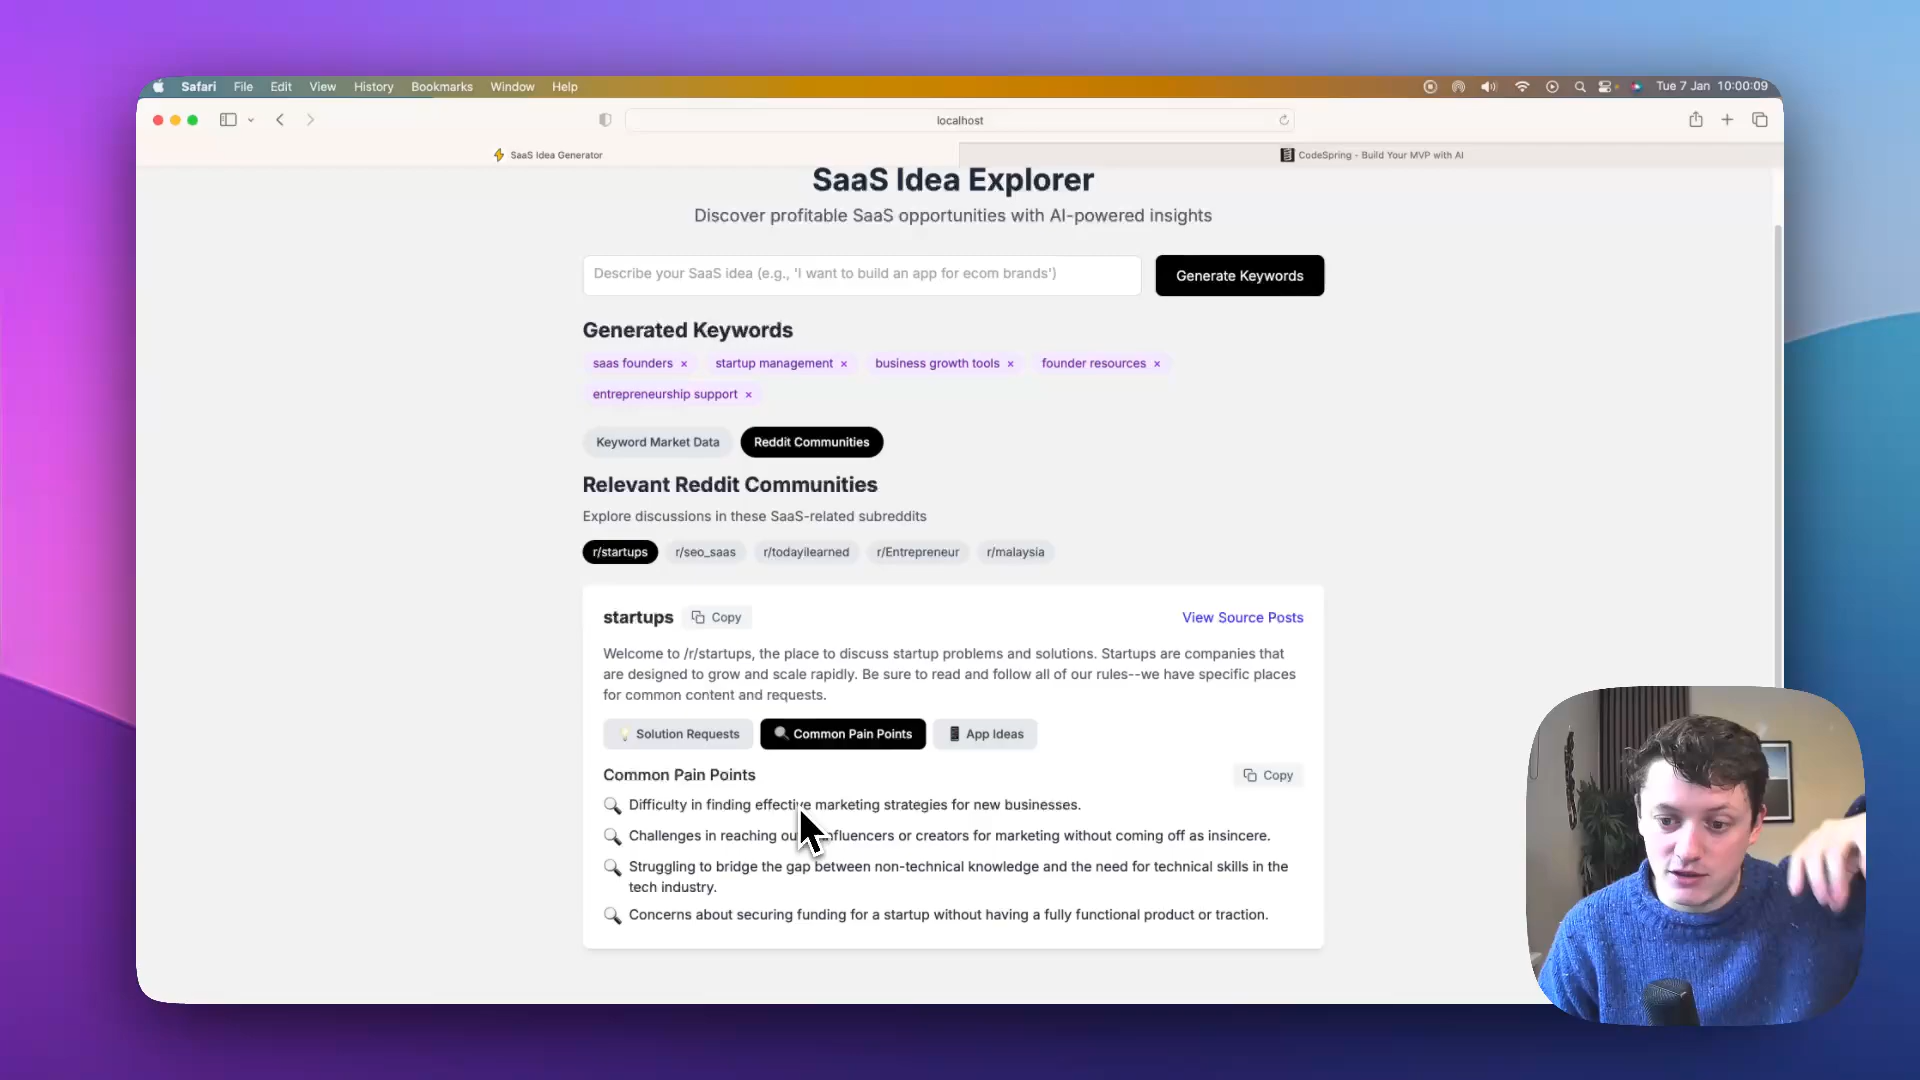 Safari File Edit View History Bookmarks Window Help Tue 7 Jan 10:00:09
localhost
SaaS Idea Generator
CodeSpring - Build Your MVP with AI
SaaS Idea Explorer
Discover profitable SaaS opportunities with AI-powered insights
Describe your SaaS idea (e.g., 'I want to build an app for ecom brands')
Generate Keywords
Generated Keywords
saas founders × startup management × business growth tools × founder resources ×
entrepreneurship support ×
Keyword Market Data Reddit Communities
Relevant Reddit Communities
Explore discussions in these SaaS-related subreddits
r/startups r/seo_saas r/todayilearned r/Entrepreneur r/malaysia
startups Copy View Source Posts
Welcome to /r/startups, the place to discuss startup problems and solutions. Startups are companies that
are designed to grow and scale rapidly. Be sure to read and follow all of our rules--we have specific places
for common content and requests.
Solution Requests Common Pain Points App Ideas
Common Pain Points Copy
Difficulty in finding effective marketing strategies for new businesses.
Challenges in reaching influencers or creators for marketing without coming off as insincere.
Struggling to bridge the gap between non-technical knowledge and the need for technical skills in the
tech industry.
Concerns about securing funding for a startup without having a fully functional product or traction.